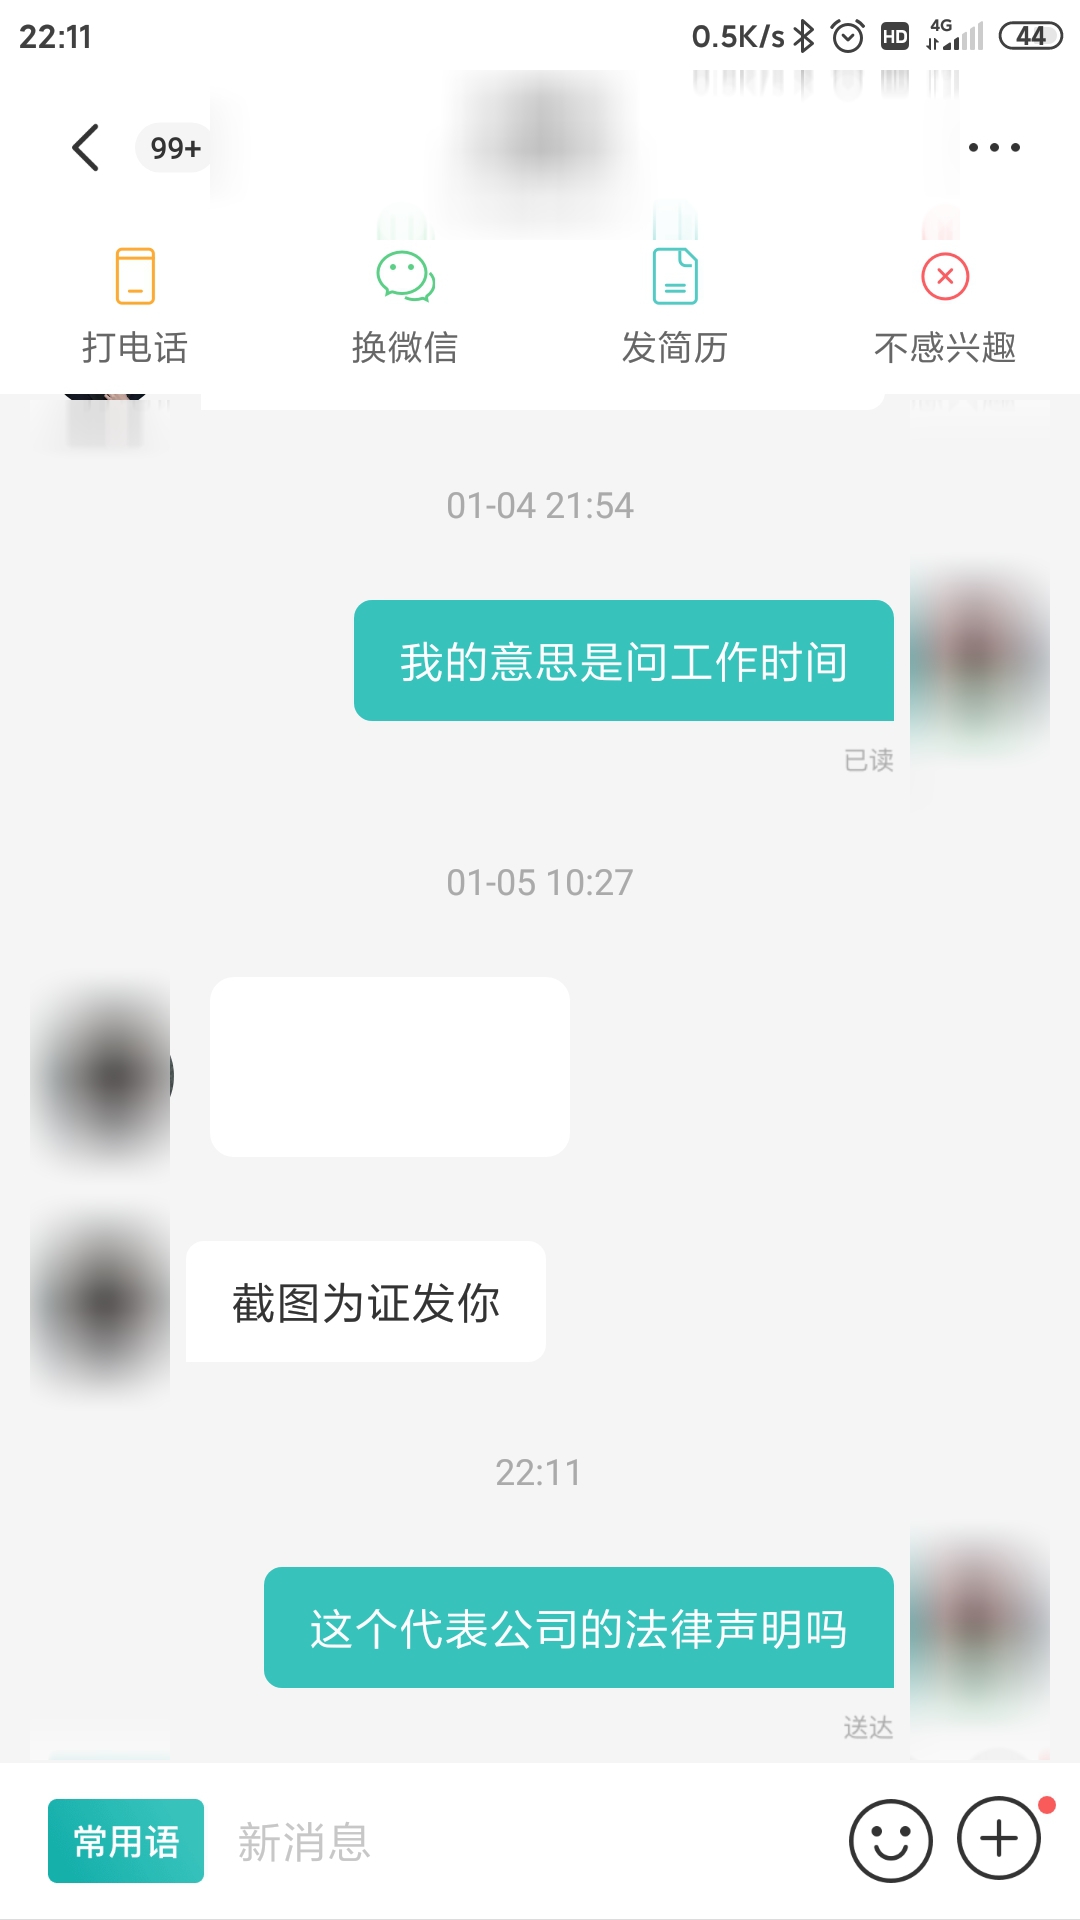 22:11
0.5K/s HD 4G 44
99+
打电话 换微信 发简历 不感兴趣
01-04 21:54
我的意思是问工作时间
已读
01-05 10:27
截图为证发你
22:11
这个代表公司的法律声明吗
送达
常用语 新消息